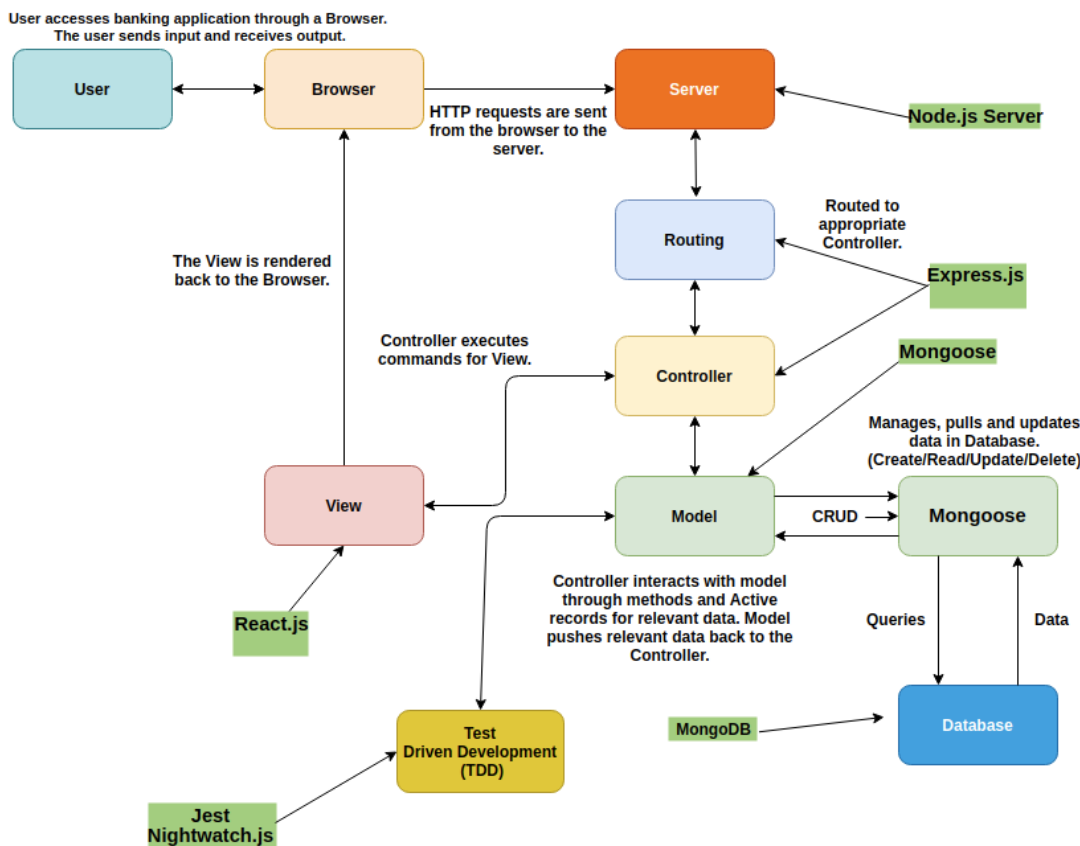 User accesses banking application through a Browser.
The user sends input and receives output.
User
Browser
Server
HTTP requests are sent
from the browser to the
server.
Node.js Server
Routing
Routed to
appropriate
Controller.
The View is rendered
back to the Browser.
Express.js
Controller executes
commands for View.
Controller
Mongoose
Manages, pulls and updates
data in Database.
(Create/Read/Update/Delete)
View
Model
CRUD
Mongoose
Controller interacts with model
through methods and Active
records for relevant data. Model
pushes relevant data back to the
Controller.
React.js
Queries
Data
Test
Driven Development
(TDD)
MongoDB
Database
Jest
Nightwatch.js